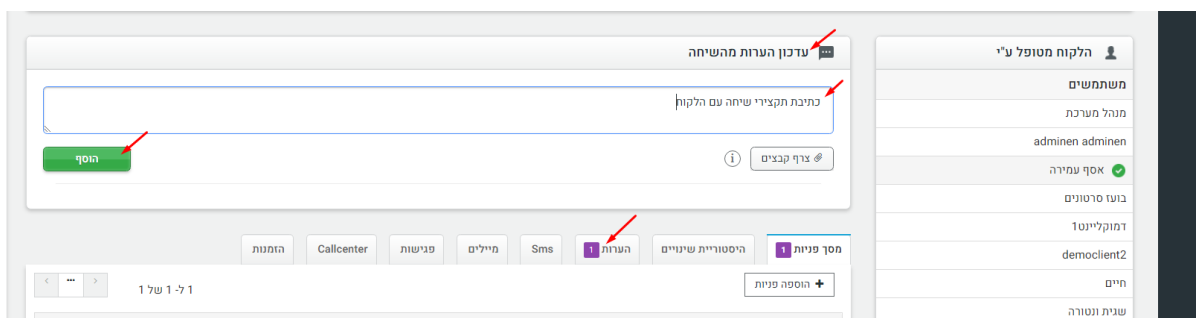 הלקוח מטופל ע"י
משתמשים
מנהל מערכת
adminen adminen
אסף עמירה
בועז סרטונים
דמוקליינט1
democlient2
חיים
שגית ונטורה
עדכון הערות מהשיחה
כתיבת תקצירי שיחה עם הלקוח
צרף קבצים
הוסף
מסך פניות 1
היסטוריית שינויים
הערות 1
Sms
מיילים
פגישות
Callcenter
הזמנות
+ הוספה פניות
1 ל- 1 של 1